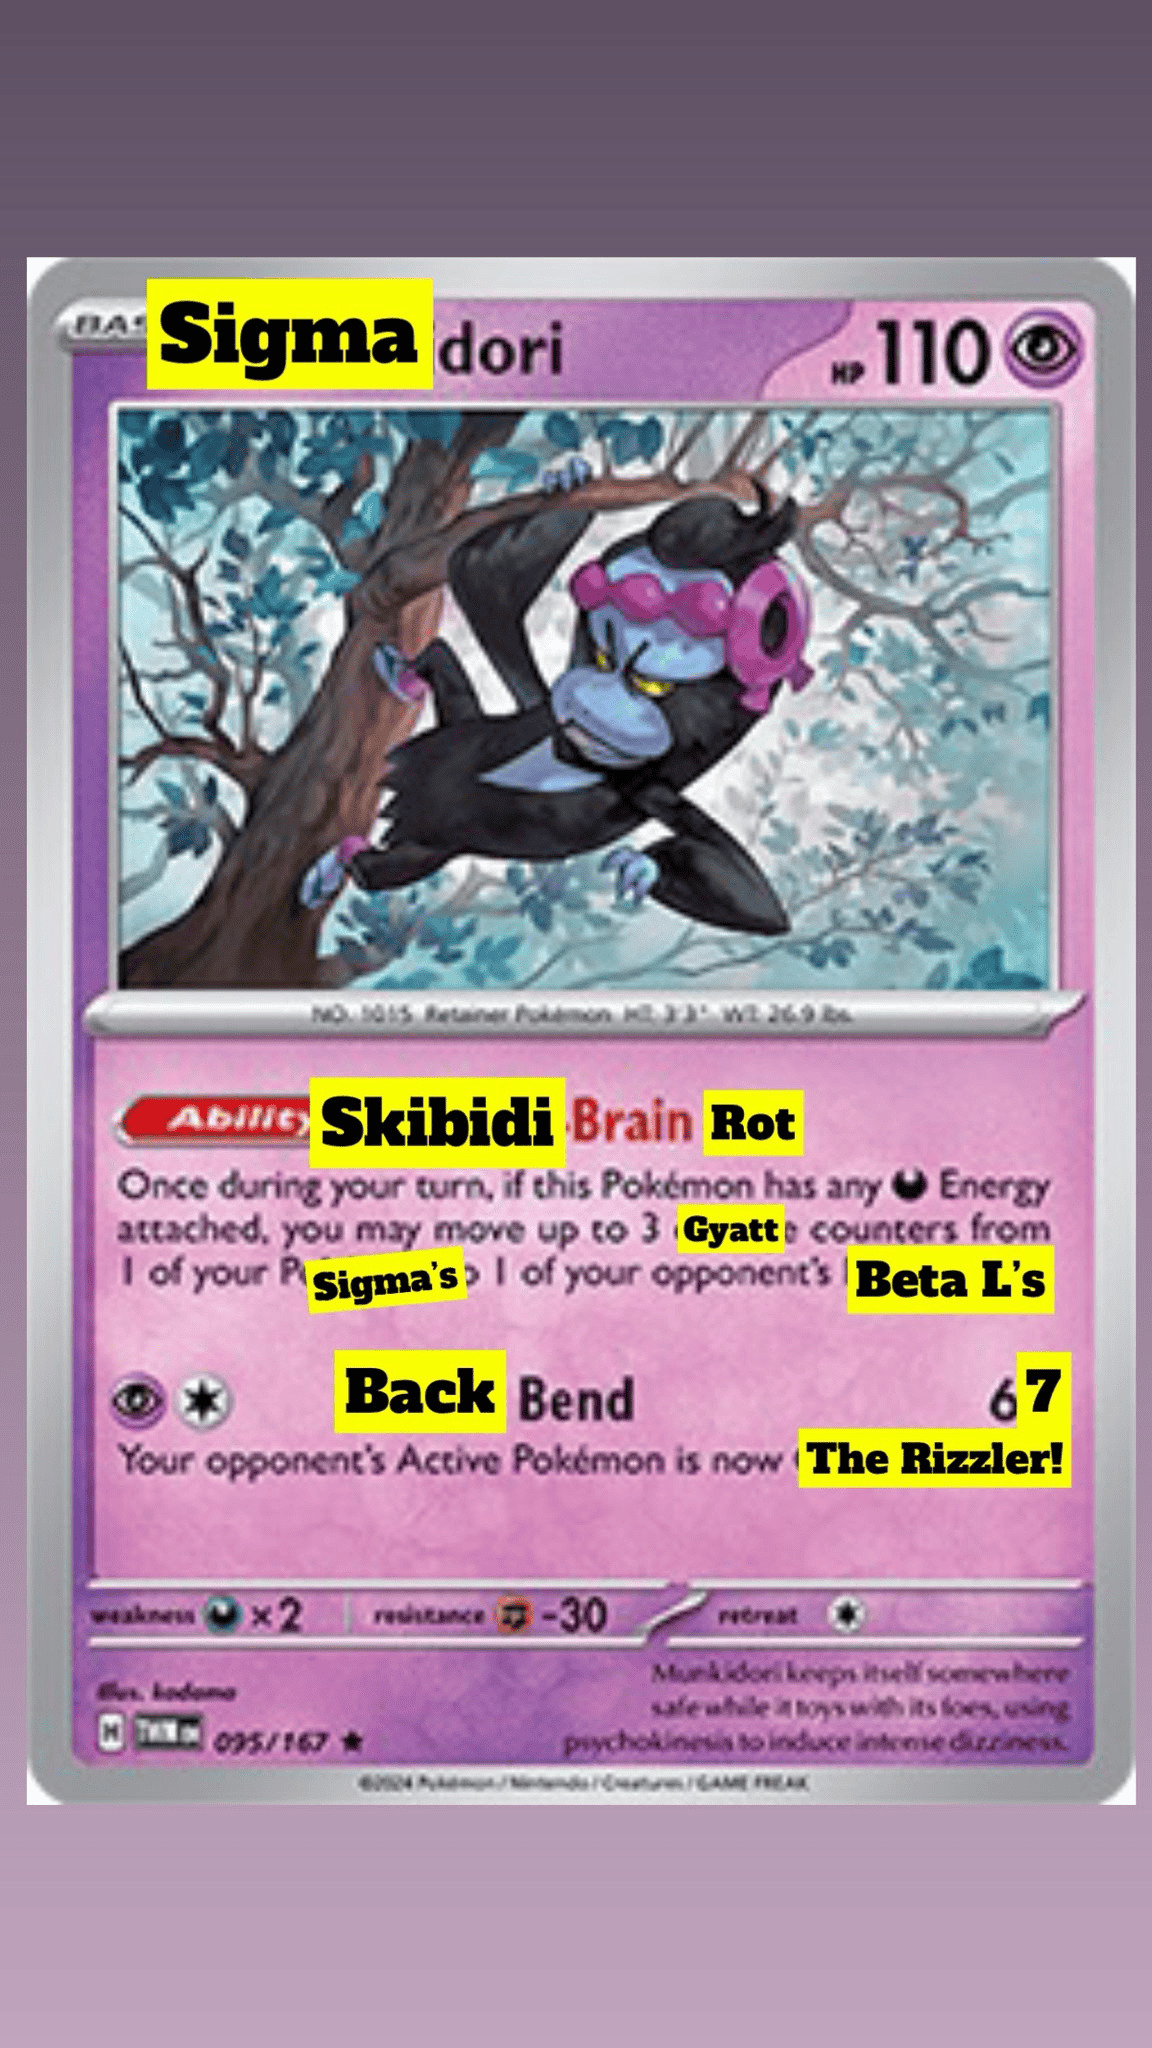 BAS
Sigma dori HP 110
NO. 1015 Retainer Pokémon HT: 3'3" WT: 26.9 lbs.
Ability Skibidi -Brain Rot
Once during your turn, if this Pokémon has any Energy
attached, you may move up to 3 Gyatt e counters from
1 of your P Sigma's o 1 of your opponent's Beta L's
Back Bend 67
Your opponent's Active Pokémon is now The Rizzler!
weakness ×2 resistance -30 retreat
Illus. kodama
Munkidori keeps itself somewhere
safe while it toys with its foes, using
psychokinesis to induce intense dizziness.
H TWM EN 095/167 ★
©2024 Pokémon / Nintendo / Creatures / GAME FREAK